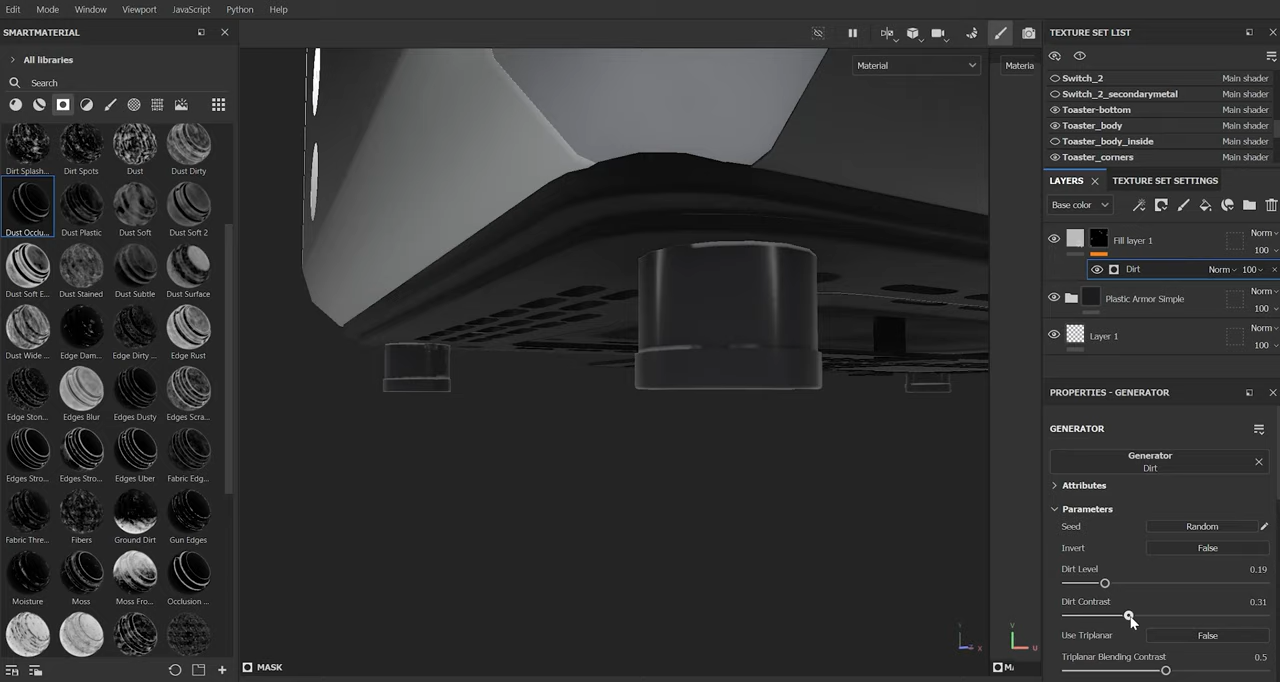 Edit Mode Window Viewport JavaScript Python Help
SMARTMATERIAL
All libraries
Search
Dirt Splash... Dirt Spots Dust Dust Dirty
Dust Occlu... Dust Plastic Dust Soft Dust Soft 2
Dust Soft E... Dust Stained Dust Subtle Dust Surface
Dust Wide ... Edge Dam... Edge Dirty ... Edge Rust
Edge Ston... Edges Blur Edges Dusty Edges Scra...
Edges Stro... Edges Stro... Edges Uber Fabric Edg...
Fabric Thre... Fibers Ground Dirt Gun Edges
Moisture Moss Moss Fro... Occlusion ...
Material
Materia
MASK
M
TEXTURE SET LIST
Switch_2 Main shader
Switch_2_secondarymetal Main shader
Toaster-bottom Main shader
Toaster_body Main shader
Toaster_body_inside Main shader
Toaster_corners Main shader
LAYERS TEXTURE SET SETTINGS
Base color
Fill layer 1 Norm 100
Dirt Norm 100
Plastic Armor Simple Norm 100
Layer 1 Norm 100
PROPERTIES - GENERATOR
GENERATOR
Generator
Dirt
Attributes
Parameters
Seed Random
Invert False
Dirt Level 0.19
Dirt Contrast 0.31
Use Triplanar False
Triplanar Blending Contrast 0.5